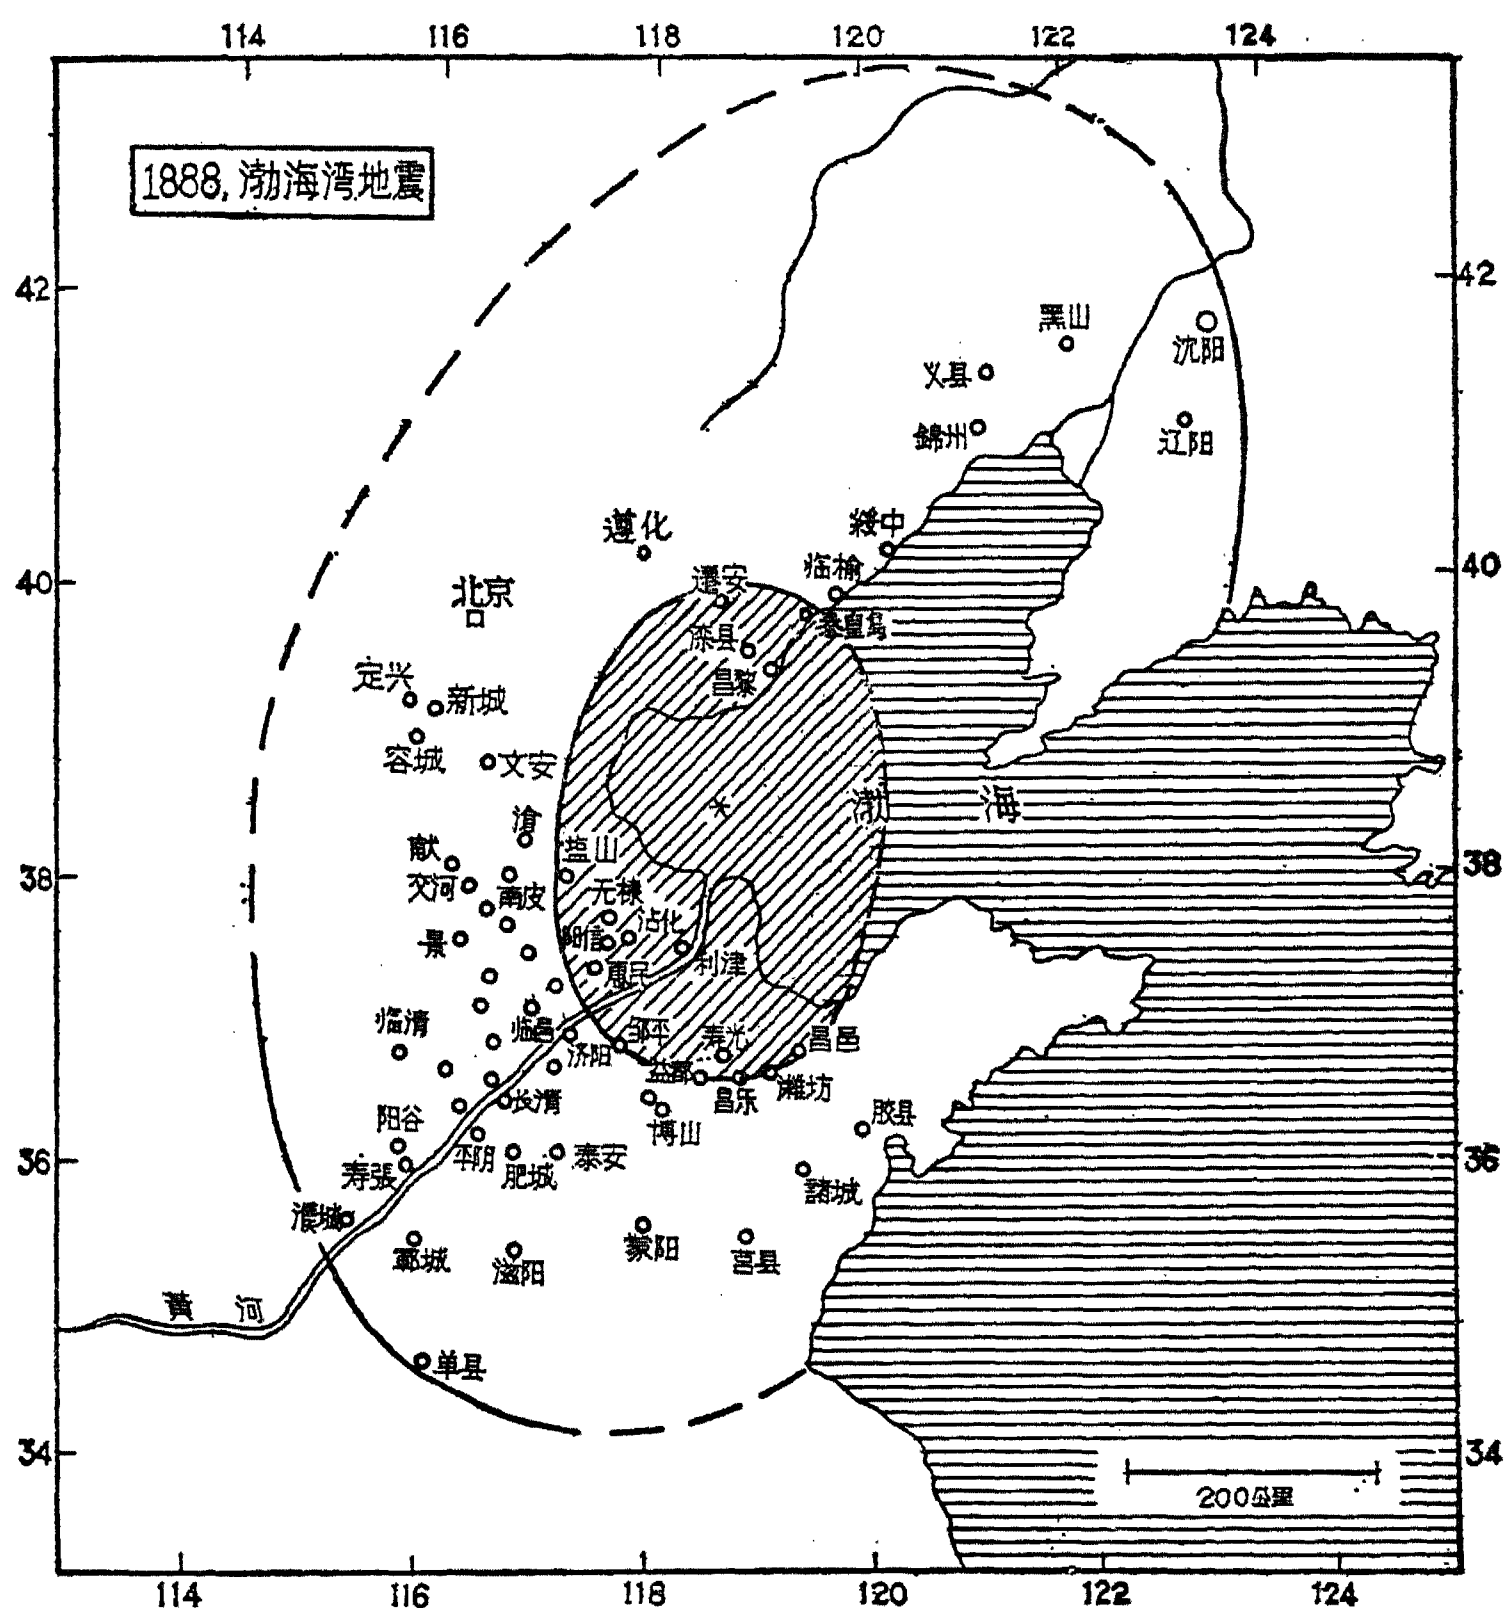 114 116 118 120 122 124
1888,渤海湾地震
42 42
黑山
沈阳
义县
錦州
辽阳
遵化
綏中
40 40
临榆
北京
遷安
秦皇島
滦县
定兴
昌黎
新城
容城
文安
渤海
滄
献
塩山
38 38
交河
南皮
无棣
沾化
景
阳信
利津
惠民
临清
临邑
邹平
寿光
昌邑
济阳
益都
濰坊
长清
昌乐
胶县
阳谷
博山
36 36
寿張
平阴
肥城
泰安
諸城
濮城
鄆城
滋阳
蒙阳
莒县
黃河
单县
34 34
200公里
114 116 118 120 122 124